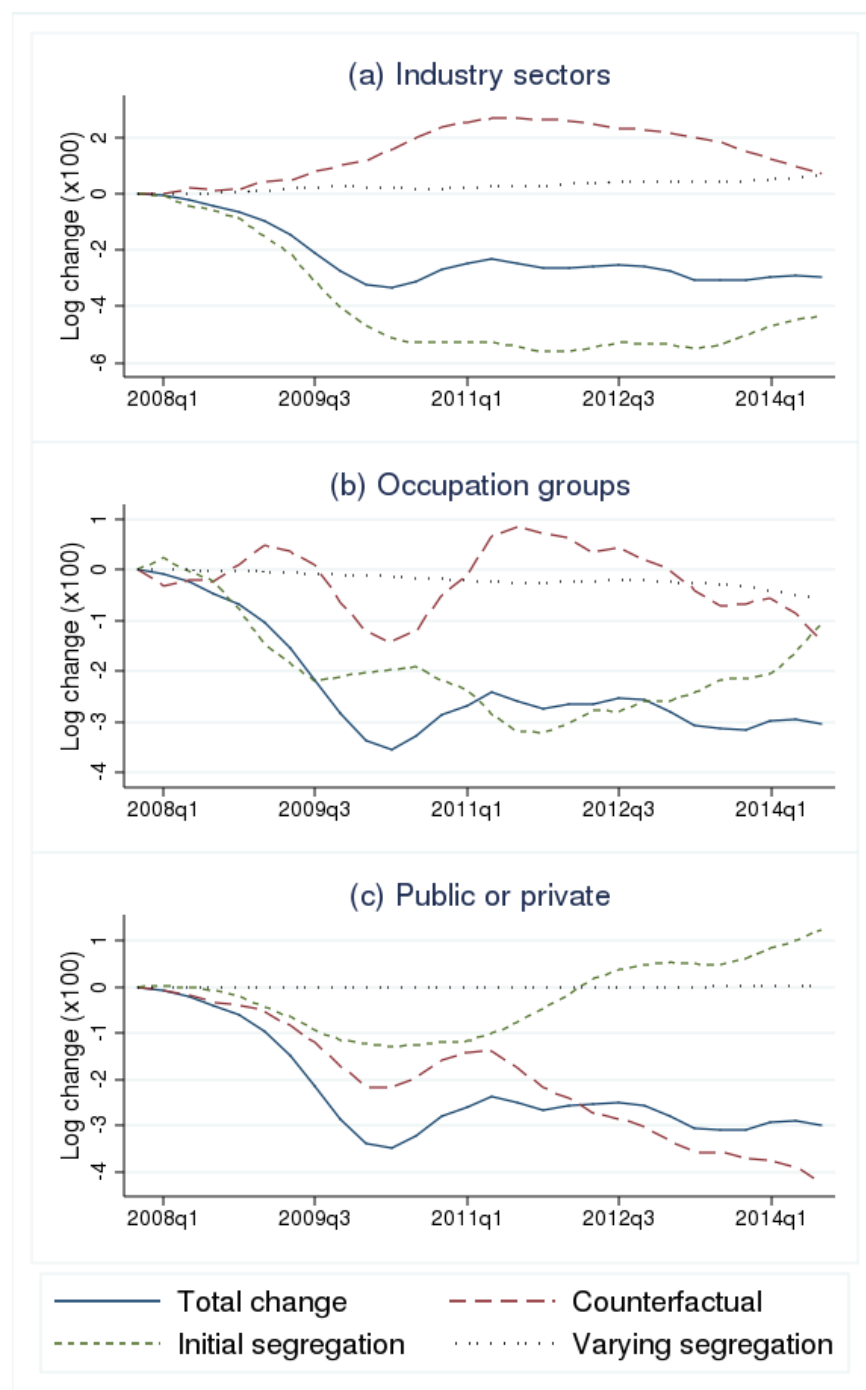 (a) Industry sectors
Log change (x100)
2
0
-2
-4
-6
2008q1 2009q3 2011q1 2012q3 2014q1
(b) Occupation groups
Log change (x100)
1
0
-1
-2
-3
-4
2008q1 2009q3 2011q1 2012q3 2014q1
(c) Public or private
Log change (x100)
1
0
-1
-2
-3
-4
2008q1 2009q3 2011q1 2012q3 2014q1
Total change Counterfactual
Initial segregation Varying segregation